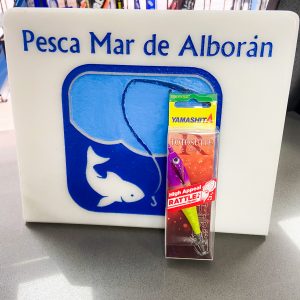 Pesca Mar de Alborán
YAMASHITA
High Appeal
RATTLE